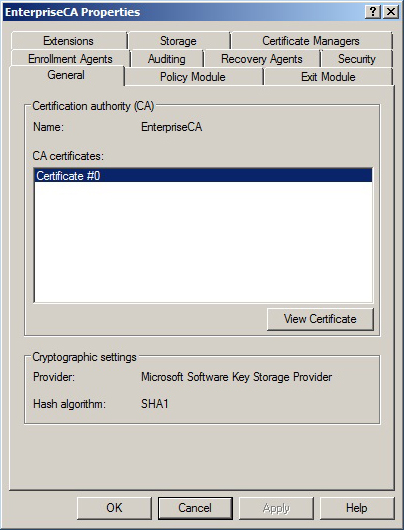 EnterpriseCA Properties
Extensions Storage Certificate Managers
Enrollment Agents Auditing Recovery Agents Security
General Policy Module Exit Module
Certification authority (CA)
Name: EnterpriseCA
CA certificates:
Certificate #0
View Certificate
Cryptographic settings
Provider: Microsoft Software Key Storage Provider
Hash algorithm: SHA1
OK Cancel Apply Help